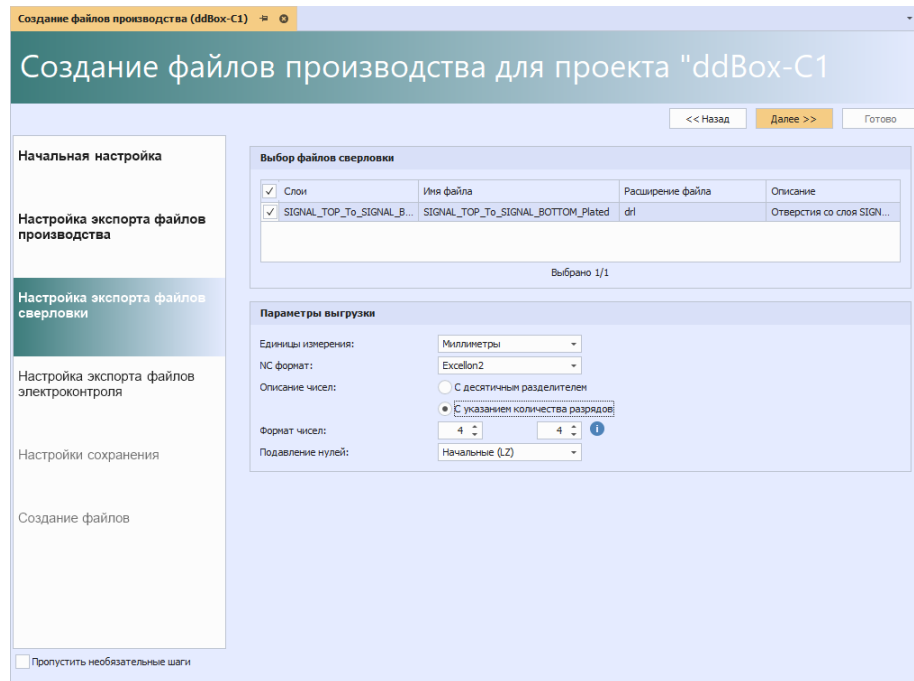 Создание файлов производства (ddBox-C1)
Создание файлов производства для проекта "ddBox-C1
<< Назад Далее >> Готово
Начальная настройка
Настройка экспорта файлов
производства
Настройка экспорта файлов
сверловки
Настройка экспорта файлов
электроконтроля
Настройки сохранения
Создание файлов
Пропустить необязательные шаги
Выбор файлов сверловки
Слои Имя файла Расширение файла Описание
SIGNAL_TOP_To_SIGNAL_B... SIGNAL_TOP_To_SIGNAL_BOTTOM_Plated drl Отверстия со слоя SIGN...
Выбрано 1/1
Параметры выгрузки
Единицы измерения: Миллиметры
NC формат: Excellon2
Описание чисел: С десятичным разделителем
С указанием количества разрядов
Формат чисел: 4 4
Подавление нулей: Начальные (LZ)